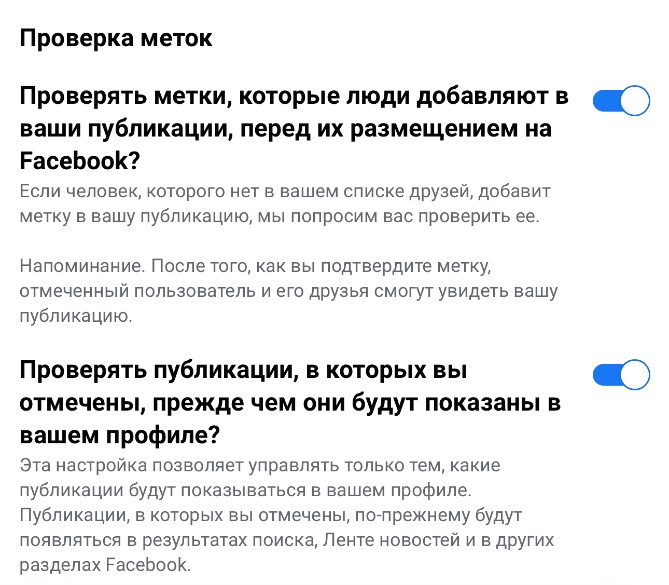 Проверка меток
Проверять метки, которые люди добавляют в
ваши публикации, перед их размещением на
Facebook?
Если человек, которого нет в вашем списке друзей, добавит
метку в вашу публикацию, мы попросим вас проверить ее.
Напоминание. После того, как вы подтвердите метку,
отмеченный пользователь и его друзья смогут увидеть вашу
публикацию.
Проверять публикации, в которых вы
отмечены, прежде чем они будут показаны в
вашем профиле?
Эта настройка позволяет управлять только тем, какие
публикации будут показываться в вашем профиле.
Публикации, в которых вы отмечены, по-прежнему будут
появляться в результатах поиска, Ленте новостей и в других
разделах Facebook.